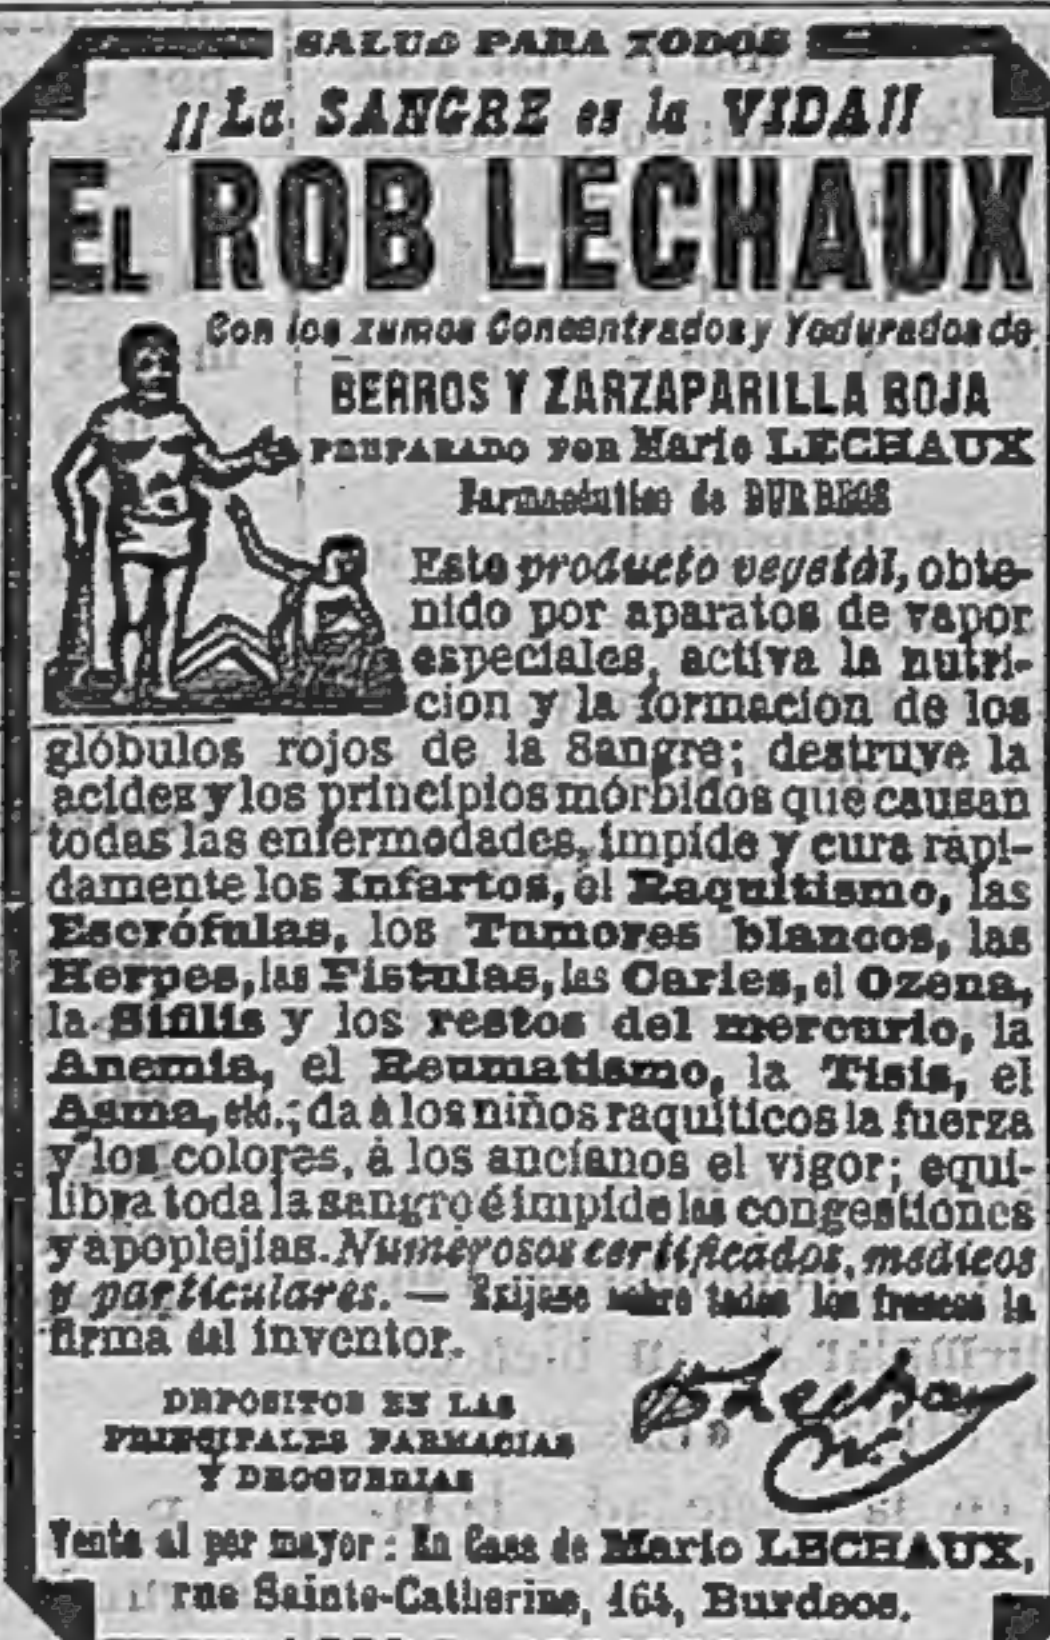 SALUD PARA TODOS
¡¡La SANGRE es la VIDA!!
EL ROB LECHAUX
Con los zumos Concentrados y Yodurados de
BERROS Y ZARZAPARILLA ROJA
PREPARADO POR Mario LECHAUX
Farmacéutico de BURDEOS
Este producto vegetál, obte-
nido por aparatos de vapor
especiales, activa la nutri-
cion y la formacion de los
glóbulos rojos de la Sangre; destruye la
acidez y los principios mórbidos que causan
todas las enfermedades, impide y cura rápi-
damente los Infartos, el Raquitismo, las
Escrófulas, los Tumores blancos, las
Herpes, las Fistulas, las Caries, el Ozena,
la Sifilis y los restos del mercurio, la
Anemia, el Reumatismo, la Tisis, el
Asma, etc.; da á los niños raquiticos la fuerza
y los colores, á los ancianos el vigor; equi-
libra toda la sangre é impide las congestiones
y apoplejias. Numerosos certificados, medicos
y particulares. — Exijase sobre todos los frascos la
firma del inventor.
DEPOSITOS EN LAS
PRINCIPALES FARMACIAS
Y DROGUERIAS
Lechaux
Venta al por mayor: En Casa de Mario LECHAUX,
rue Sainte-Catherine, 164, Burdeos.